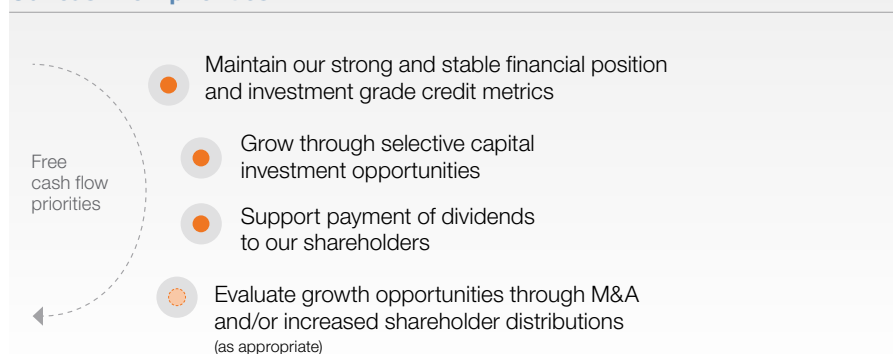 Maintain our strong and stable financial position
and investment grade credit metrics
Grow through selective capital
investment opportunities
Free
cash flow
priorities
Support payment of dividends
to our shareholders
Evaluate growth opportunities through M&A
and/or increased shareholder distributions
(as appropriate)